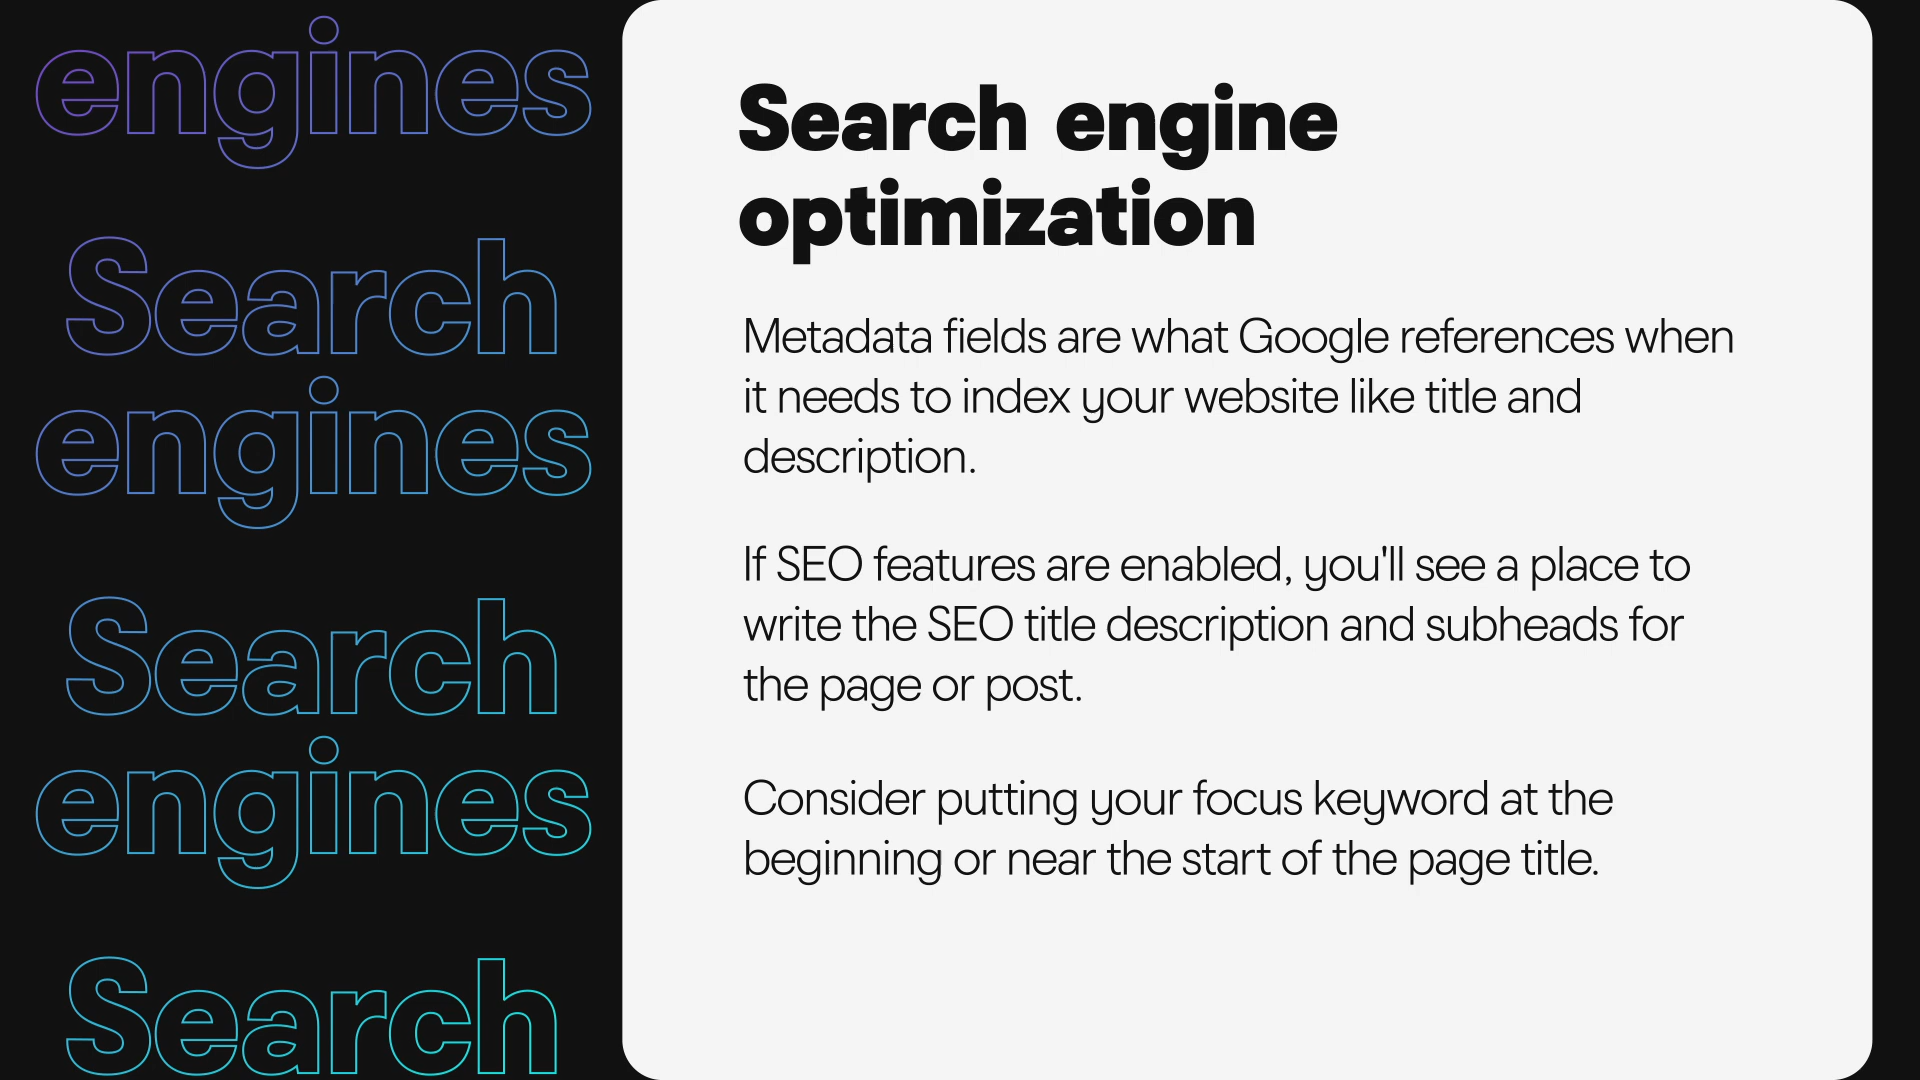 engines
Search
engines
Search
engines
Search
Search engine
optimization
Metadata fields are what Google references when
it needs to index your website like title and
description.
If SEO features are enabled, you'll see a place to
write the SEO title description and subheads for
the page or post.
Consider putting your focus keyword at the
beginning or near the start of the page title.